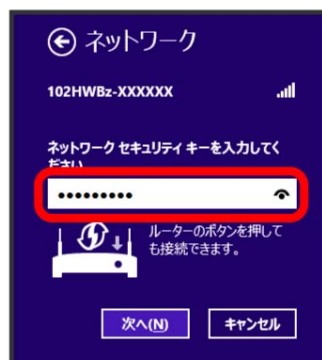 ネットワーク
102HWBz-XXXXXX
ネットワーク セキュリティ キーを入力してく
ださい
ルーターのボタンを押して
も接続できます。
次へ(N)
キャンセル